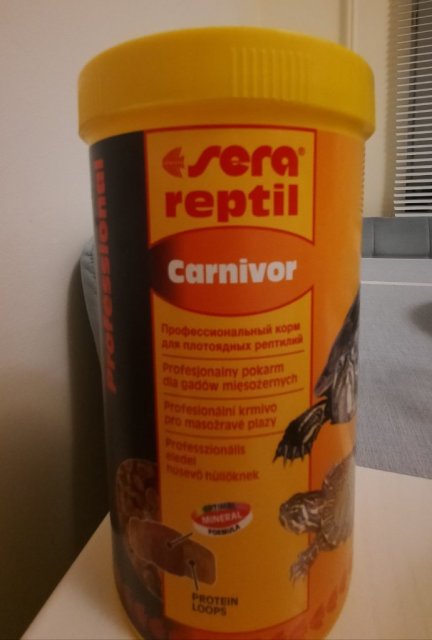 sera®
reptil
Professional
Carnivor
Профессиональный корм
для плотоядных рептилий
Profesjonalny pokarm
dla gadów mięsożernych
Profesionální krmivo
pro masožravé plazy
Professzionális
eledel
húsevő hüllőknek
MINERAL
FORMULA
PROTEIN
LOOPS